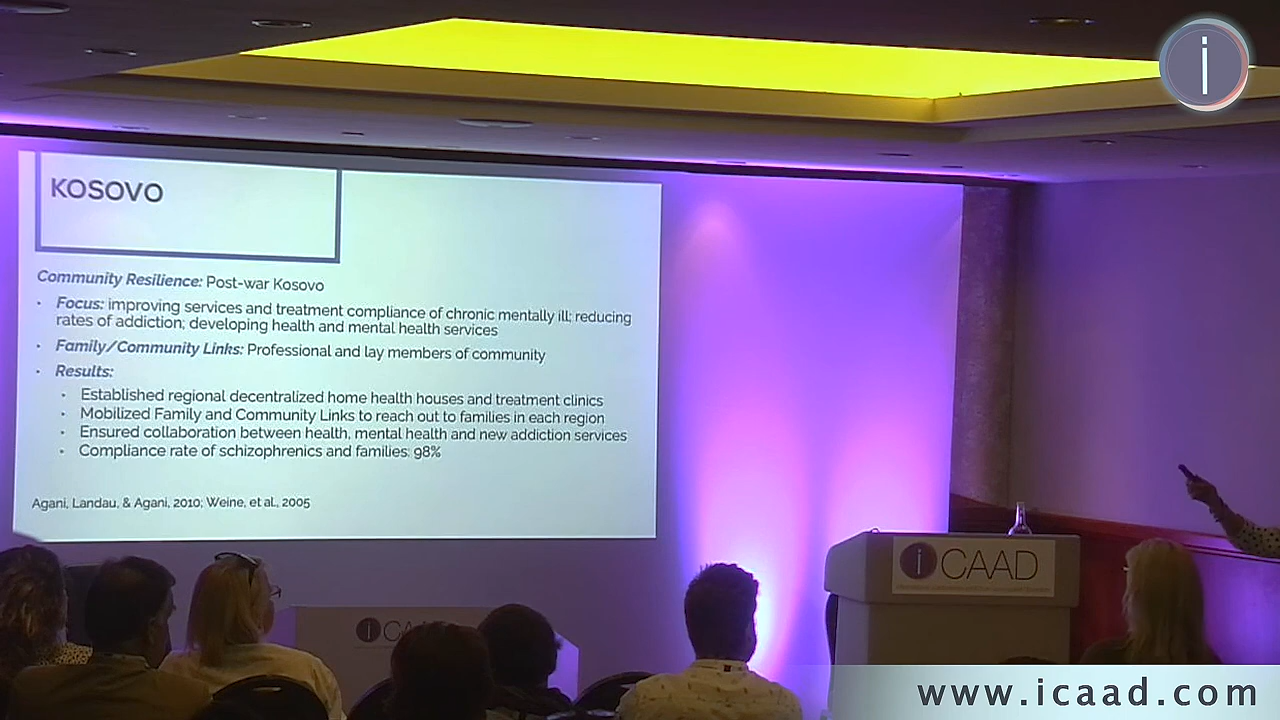 i
KOSOVO
Community Resilience: Post-war Kosovo
• Focus: improving services and treatment compliance of chronic mentally ill; reducing
rates of addiction; developing health and mental health services
• Family/Community Links: Professional and lay members of community
• Results:
• Established regional decentralized home health houses and treatment clinics
• Mobilized Family and Community Links to reach out to families in each region
• Ensured collaboration between health, mental health and new addiction services
• Compliance rate of schizophrenics and families: 98%
Agani, Landau, & Agani, 2010; Weine, et al., 2005
iCAAD
iCA
www.icaad.com